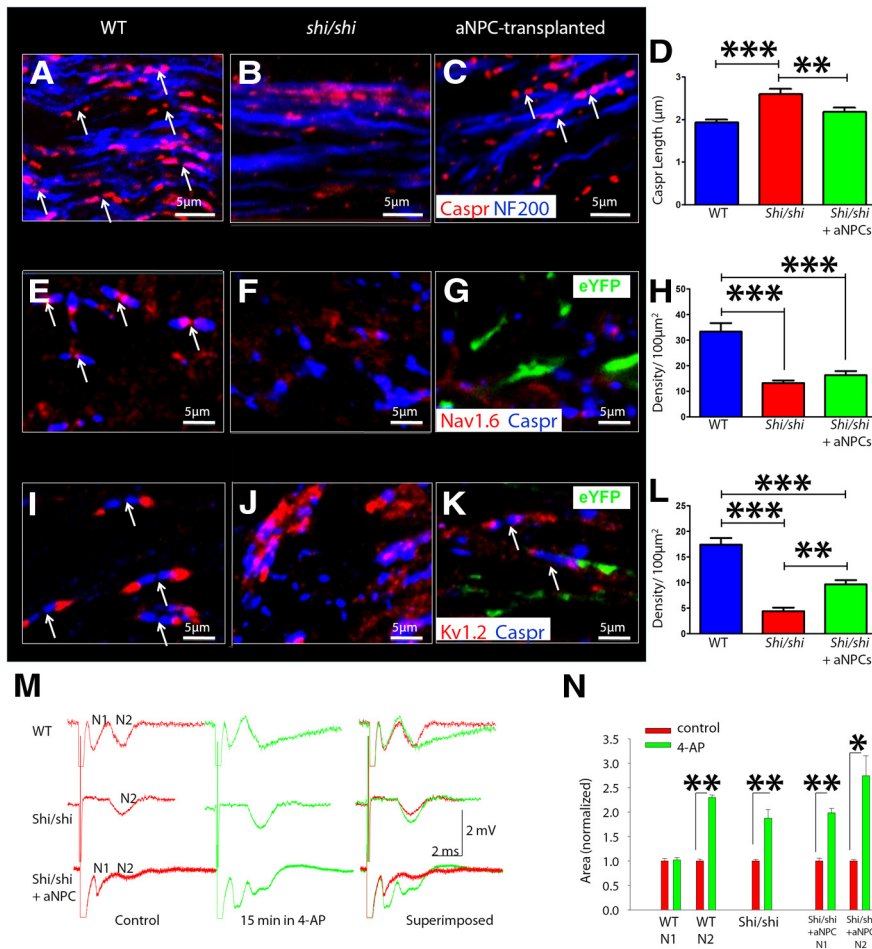 WT
shi/shi
aNPC-transplanted
A
B
C
D
5µm
5µm
Caspr NF200
5µm
***
**
Caspr Length (µm)
3
2
1
0
WT
Shi/shi
Shi/shi
+ aNPCs
E
F
G
eYFP
H
5µm
5µm
Nav1.6 Caspr
5µm
***
***
Density/ 100µm²
50
40
30
20
10
0
WT
Shi/shi
Shi/shi
+ aNPCs
I
J
K
eYFP
L
5µm
5µm
Kv1.2 Caspr
5µm
***
***
**
Density/ 100µm²
25
20
15
10
5
0
WT
Shi/shi
Shi/shi
+ aNPCs
M
WT
N1 N2
Shi/shi
N2
2 mV
2 ms
Shi/shi
+ aNPC
N1 N2
Control
15 min in 4-AP
Superimposed
N
control
4-AP
Area (normalized)
3.5
3.0
2.5
2.0
1.5
1.0
0.5
0.0
**
**
**
*
WT
N1
WT
N2
Shi/shi
Shi/shi
+aNPC
N1
Shi/shi
+aNPC
N2